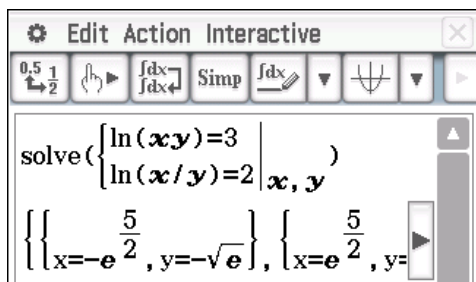 Edit Action Interactive
0.5 1/2 ∫dx ∫dx Simp ∫dx
solve({ln(xy)=3
ln(x/y)=2|x, y)
{{x=-e^(5/2), y=-√e}, {x=e^(5/2), y=